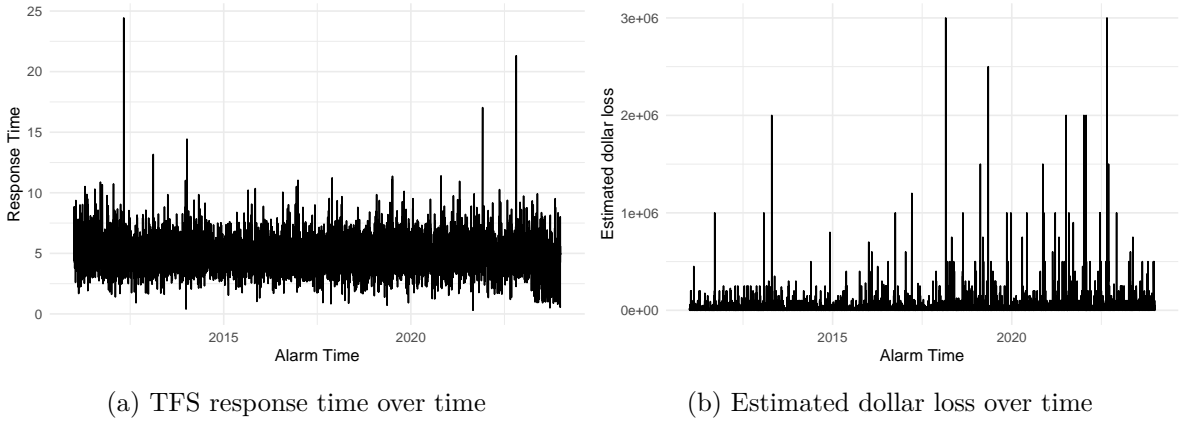 25
20
15
10
5
0
Response Time
2015
2020
Alarm Time
(a) TFS response time over time
3e+06
2e+06
1e+06
0e+00
Estimated dollar loss
2015
2020
Alarm Time
(b) Estimated dollar loss over time